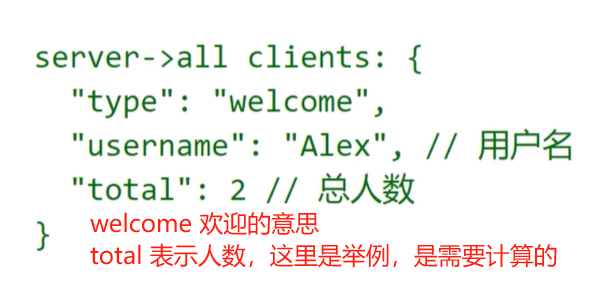 server->all clients: {
"type": "welcome",
"username": "Alex", // 用户名
"total": 2 // 总人数
}
welcome 欢迎的意思
total 表示人数，这里是举例，是需要计算的